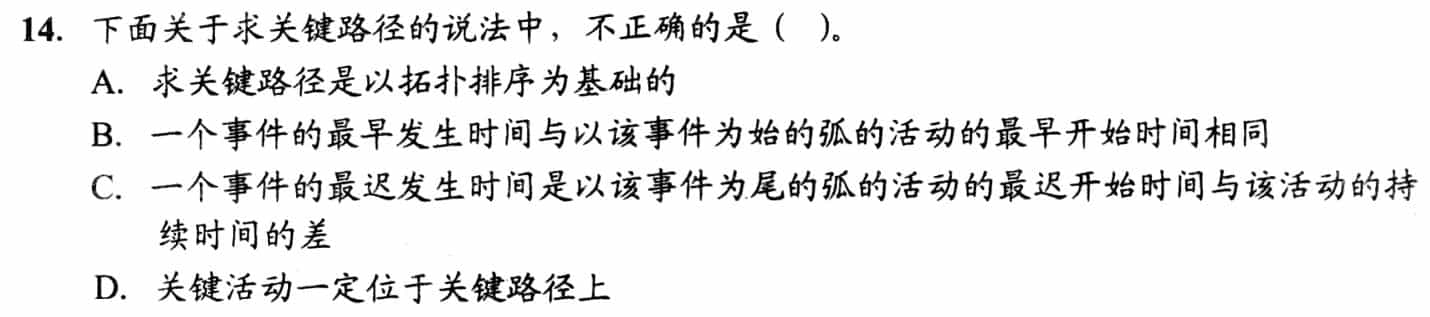 14. 下面关于求关键路径的说法中，不正确的是（ ）。
A. 求关键路径是以拓扑排序为基础的
B. 一个事件的最早发生时间与以该事件为始的弧的活动的最早开始时间相同
C. 一个事件的最迟发生时间是以该事件为尾的弧的活动的最迟开始时间与该活动的持
续时间的差
D. 关键活动一定位于关键路径上